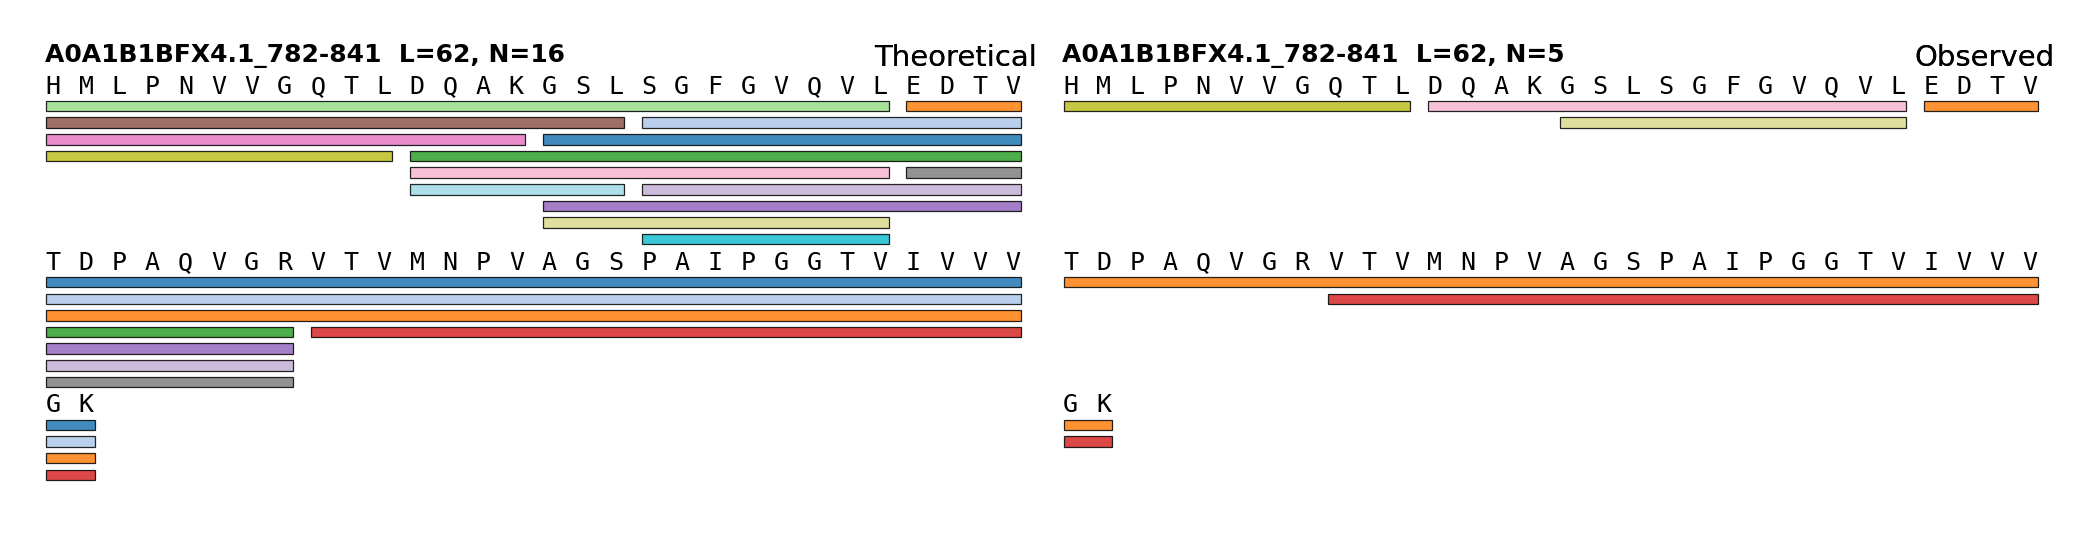 A0A1B1BFX4.1_782-841 L=62, N=16
Theoretical
H M L P N V V G Q T L D Q A K G S L S G F G V Q V L E D T V
T D P A Q V G R V T V M N P V A G S P A I P G G T V I V V V
G K
A0A1B1BFX4.1_782-841 L=62, N=5
Observed
H M L P N V V G Q T L D Q A K G S L S G F G V Q V L E D T V
T D P A Q V G R V T V M N P V A G S P A I P G G T V I V V V
G K